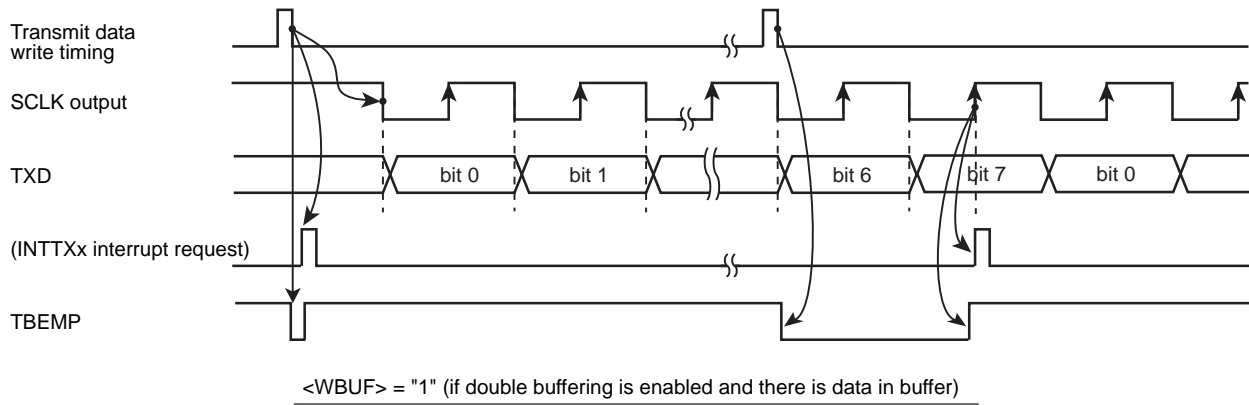 Transmit data
write timing
SCLK output
TXD
bit 0
bit 1
bit 6
bit 7
bit 0
(INTTXx interrupt request)
TBEMP
<WBUF> = "1" (if double buffering is enabled and there is data in buffer)